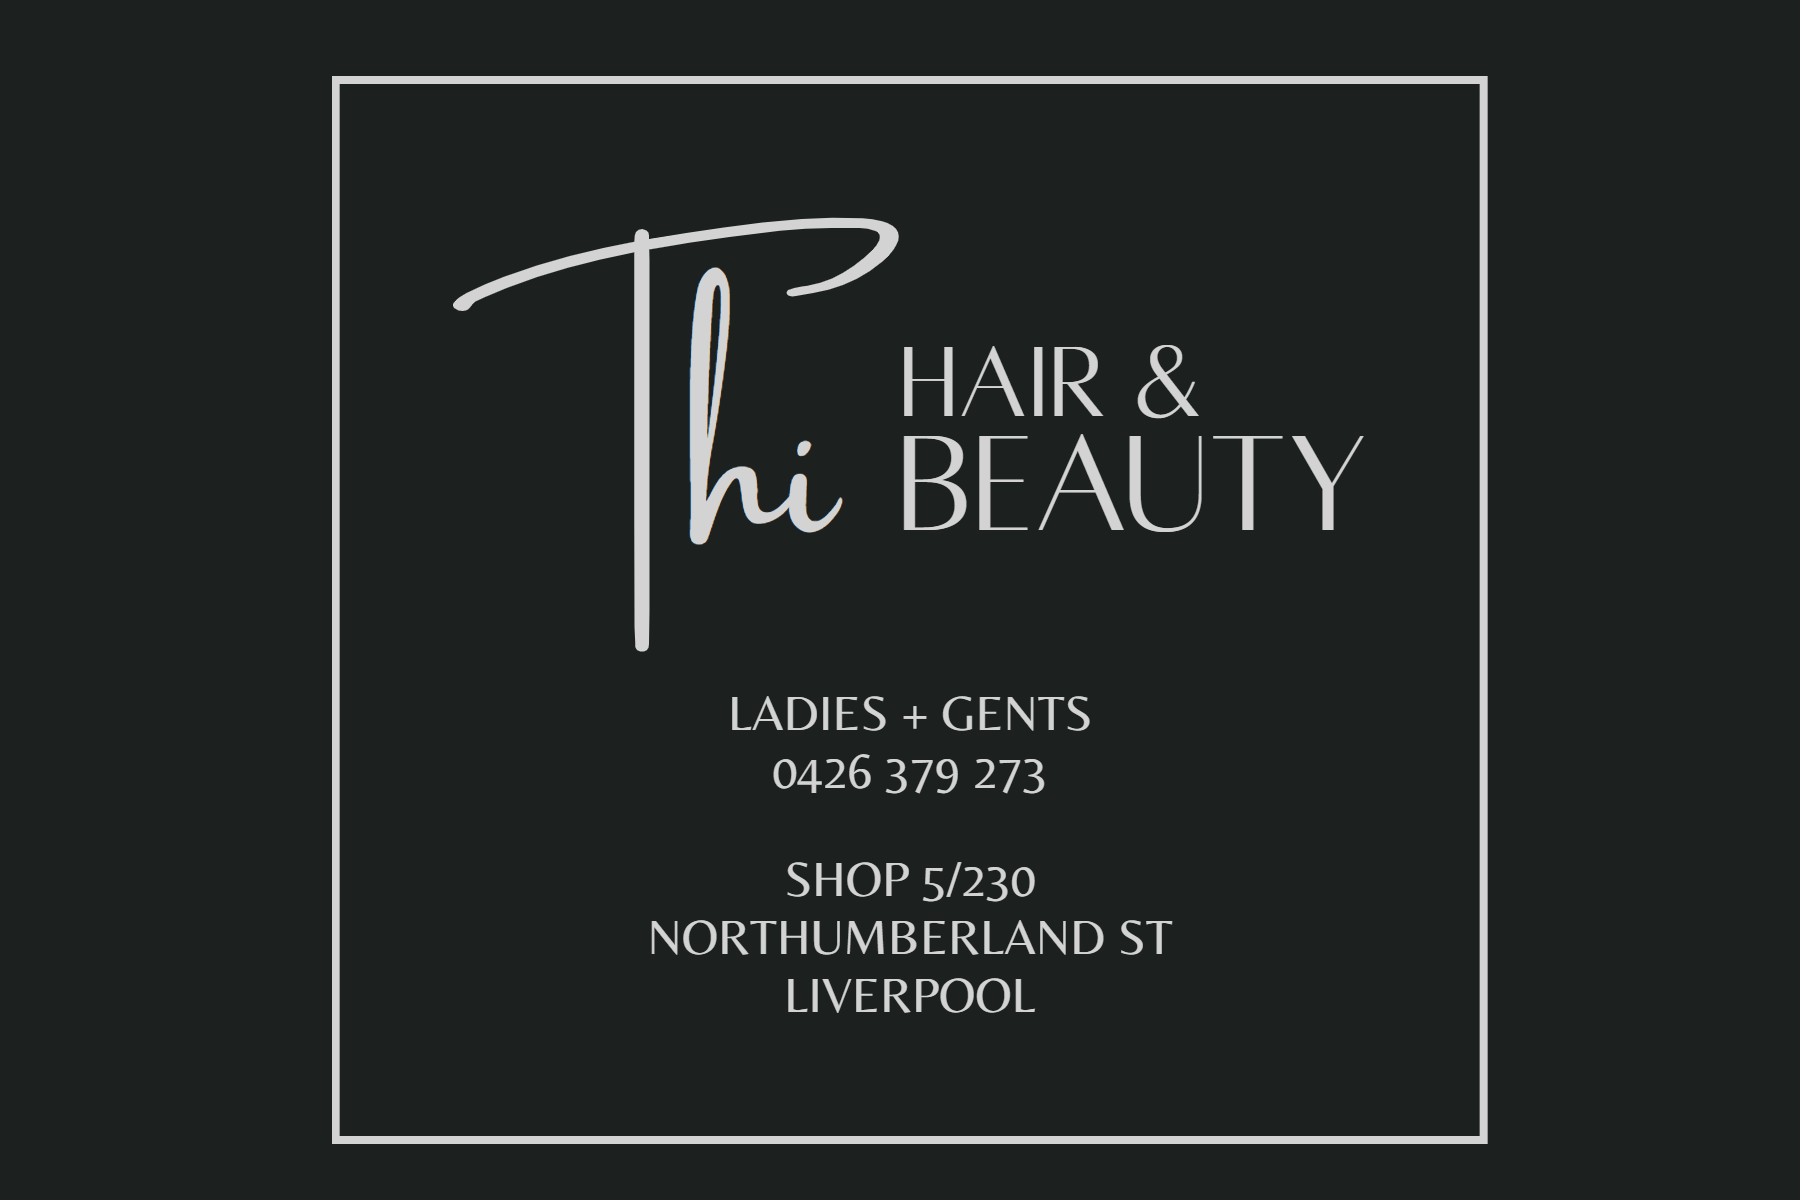 Thi
HAIR &
BEAUTY
LADIES + GENTS
0426 379 273
SHOP 5/230
NORTHUMBERLAND ST
LIVERPOOL